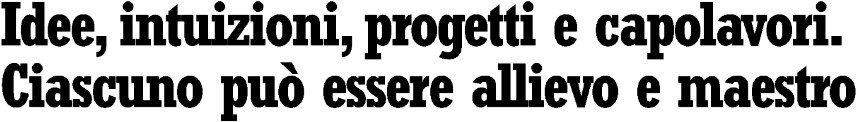 Idee, intuizioni, progetti e capolavori.
Ciascuno può essere allievo e maestro